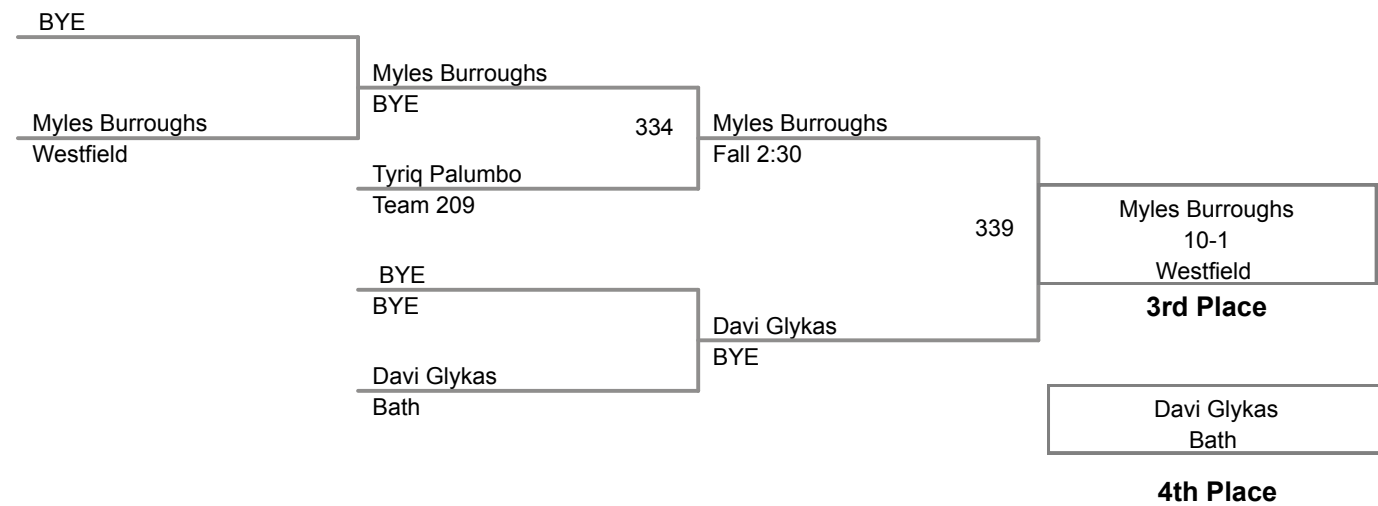 BYE
Myles Burroughs
BYE
Myles Burroughs
Westfield
334
Myles Burroughs
Fall 2:30
Tyriq Palumbo
Team 209
339
Myles Burroughs
10-1
Westfield
3rd Place
BYE
BYE
Davi Glykas
BYE
Davi Glykas
Bath
Davi Glykas
Bath
4th Place